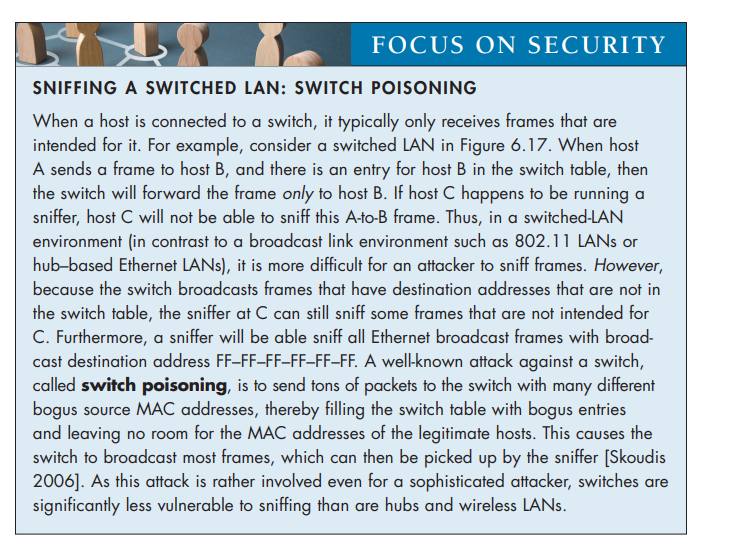 FOCUS ON SECURITY
SNIFFING A SWITCHED LAN: SWITCH POISONING
When a host is connected to a switch, it typically only receives frames that are
intended for it. For example, consider a switched LAN in Figure 6.17. When host
A sends a frame to host B, and there is an entry for host B in the switch table, then
the switch will forward the frame only to host B. If host C happens to be running a
sniffer, host C will not be able to sniff this A-to-B frame. Thus, in a switched-LAN
environment (in contrast to a broadcast link environment such as 802.11 LANs or
hub–based Ethernet LANs), it is more difficult for an attacker to sniff frames. However,
because the switch broadcasts frames that have destination addresses that are not in
the switch table, the sniffer at C can still sniff some frames that are not intended for
C. Furthermore, a sniffer will be able sniff all Ethernet broadcast frames with broad-
cast destination address FF–FF–FF–FF–FF–FF. A well-known attack against a switch,
called switch poisoning, is to send tons of packets to the switch with many different
bogus source MAC addresses, thereby filling the switch table with bogus entries
and leaving no room for the MAC addresses of the legitimate hosts. This causes the
switch to broadcast most frames, which can then be picked up by the sniffer [Skoudis
2006]. As this attack is rather involved even for a sophisticated attacker, switches are
significantly less vulnerable to sniffing than are hubs and wireless LANs.